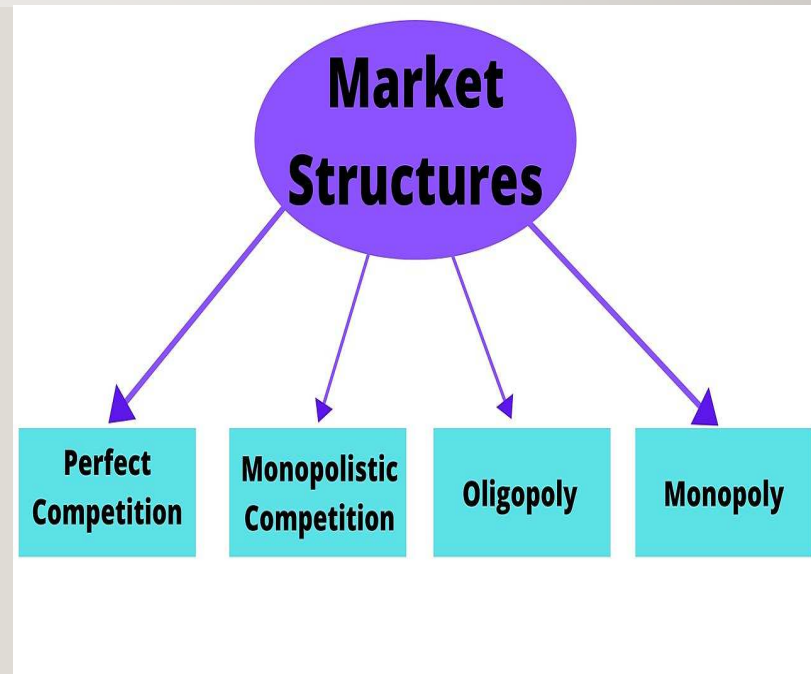 Market
Structures
Perfect
Competition
Monopolistic
Competition
Oligopoly
Monopoly